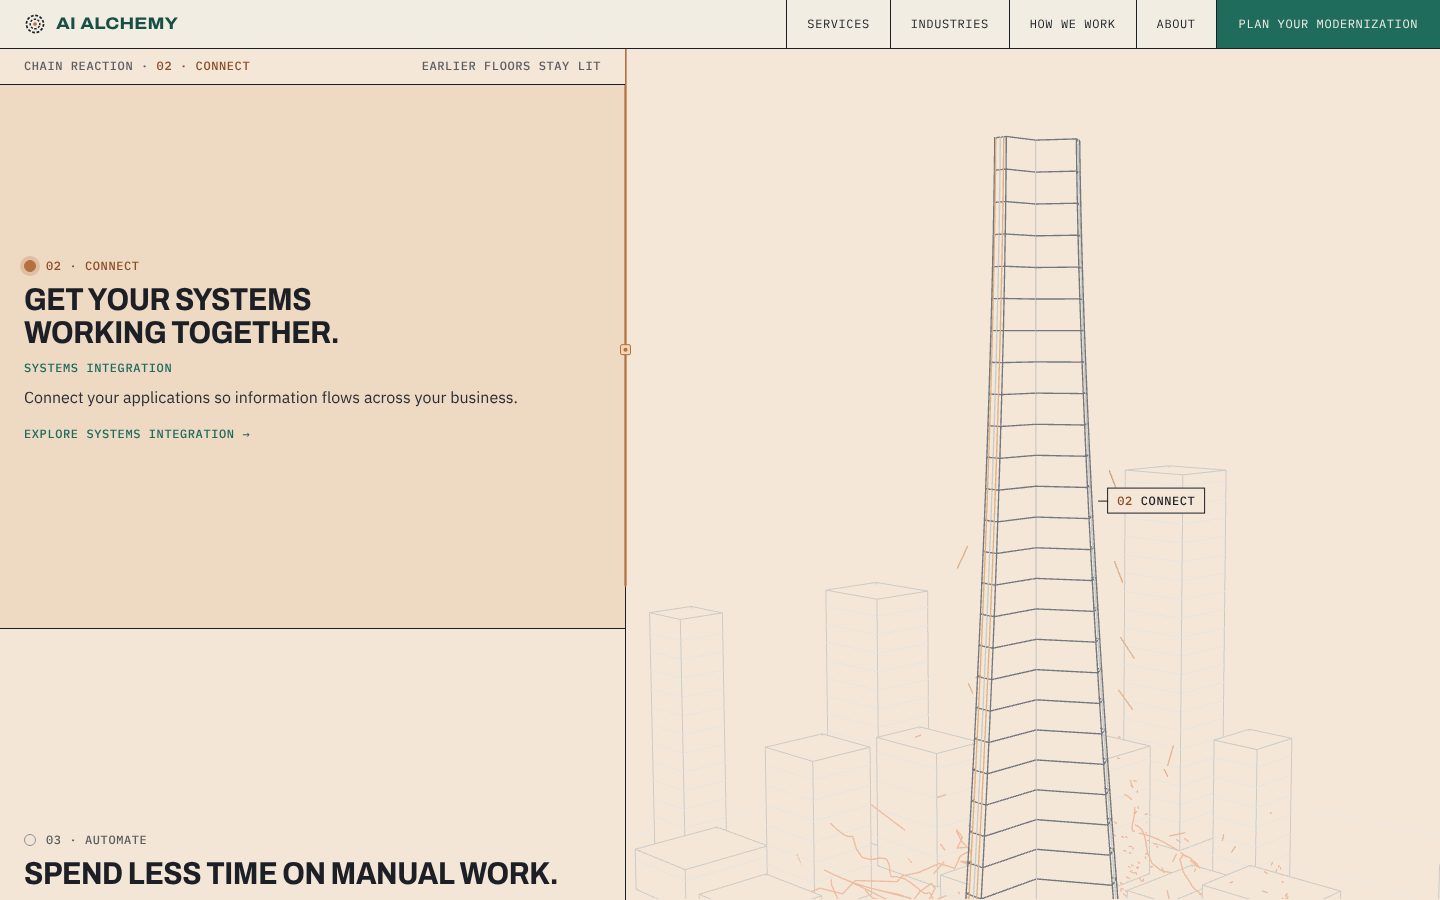 AI ALCHEMY
SERVICES
INDUSTRIES
HOW WE WORK
ABOUT
PLAN YOUR MODERNIZATION
CHAIN REACTION · 02 · CONNECT
EARLIER FLOORS STAY LIT
02 · CONNECT
GET YOUR SYSTEMS
WORKING TOGETHER.
SYSTEMS INTEGRATION
Connect your applications so information flows across your business.
EXPLORE SYSTEMS INTEGRATION →
02 CONNECT
03 · AUTOMATE
SPEND LESS TIME ON MANUAL WORK.